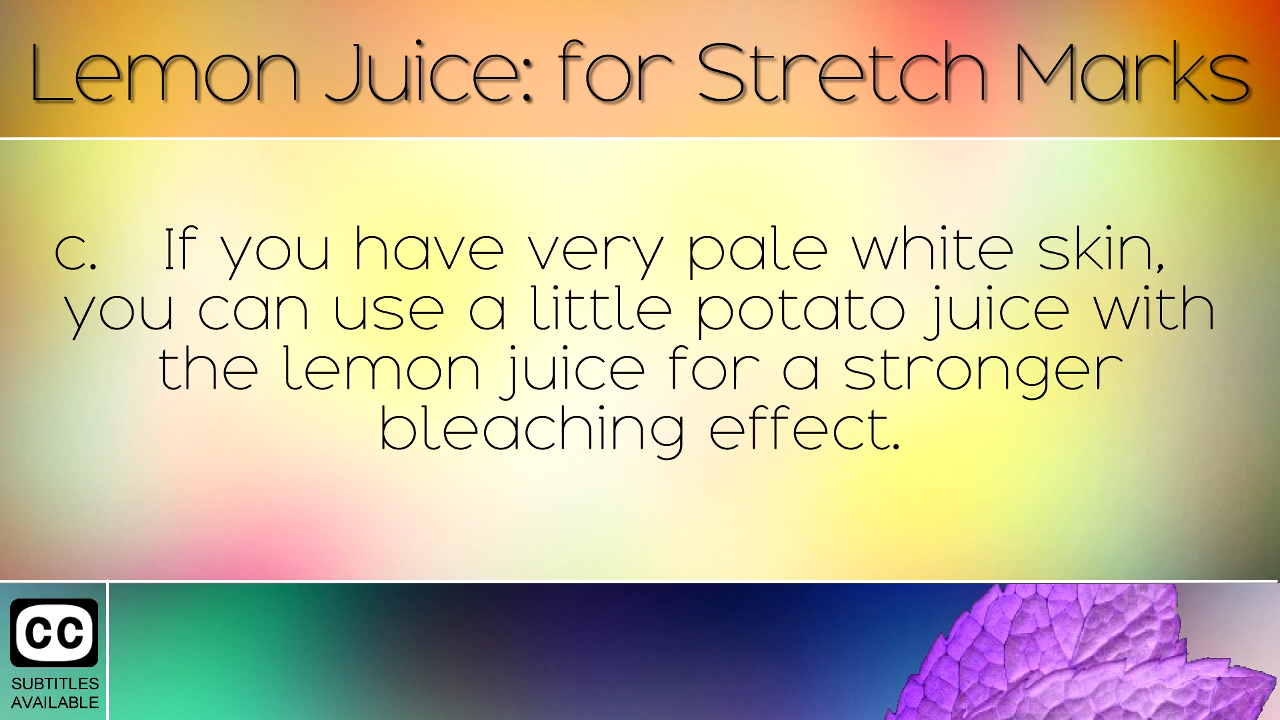 Lemon Juice: for Stretch Marks
c. If you have very pale white skin,
you can use a little potato juice with
the lemon juice for a stronger
bleaching effect.
CC
SUBTITLES
AVAILABLE